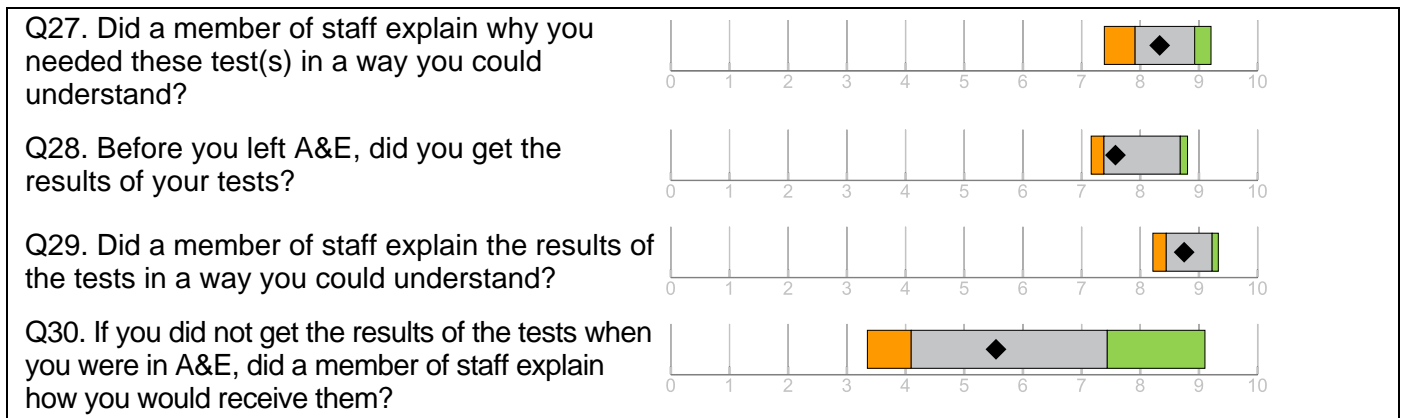 Q27. Did a member of staff explain why you
needed these test(s) in a way you could
understand?
0 1 2 3 4 5 6 7 8 9 10
Q28. Before you left A&E, did you get the
results of your tests?
0 1 2 3 4 5 6 7 8 9 10
Q29. Did a member of staff explain the results of
the tests in a way you could understand?
0 1 2 3 4 5 6 7 8 9 10
Q30. If you did not get the results of the tests when
you were in A&E, did a member of staff explain
how you would receive them?
0 1 2 3 4 5 6 7 8 9 10